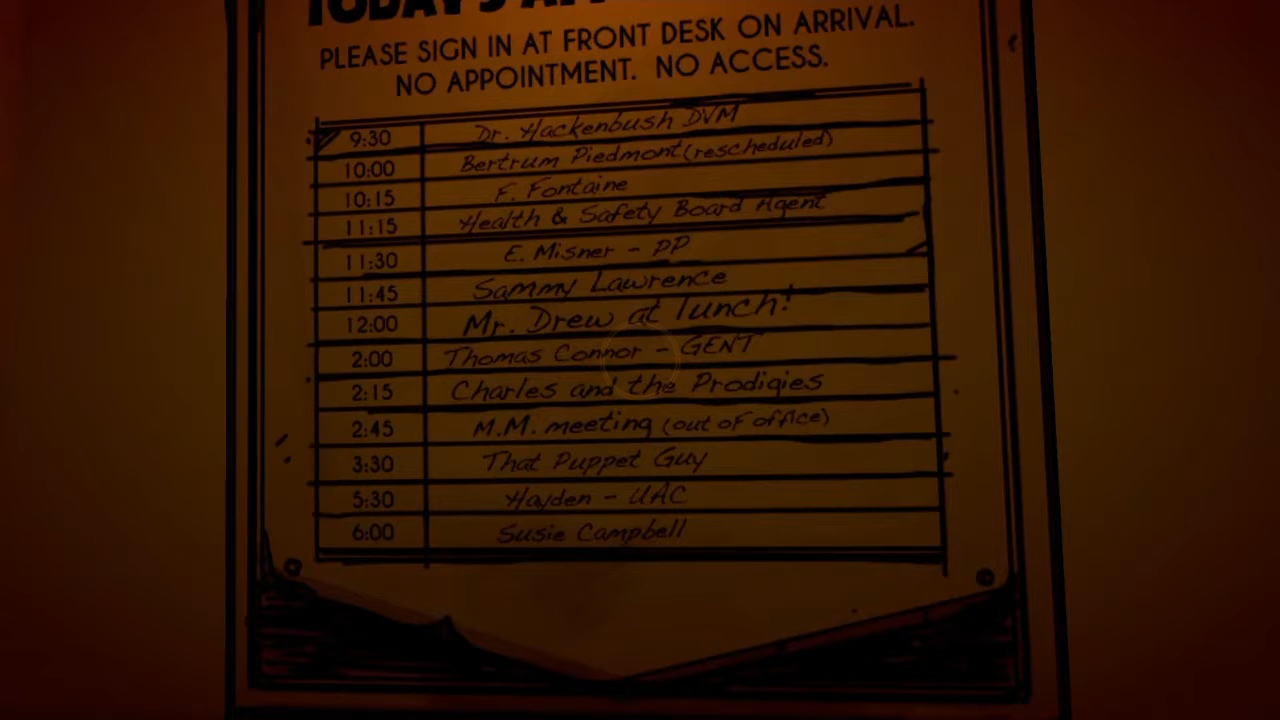 TODAY'S
PLEASE SIGN IN AT FRONT DESK ON ARRIVAL.
NO APPOINTMENT. NO ACCESS.
9:30 Dr. Hackenbush DVM
10:00 Bertrum Piedmont (rescheduled)
10:15 F. Fontaine
11:15 Health & Safety Board Agent
11:30 E. Misner - PP
11:45 Sammy Lawrence
12:00 Mr. Drew at lunch!
2:00 Thomas Connor - GENT
2:15 Charles and the Prodigies
2:45 M.M. meeting (out of office)
3:30 That Puppet Guy
5:30 Hayden - UAC
6:00 Susie Campbell